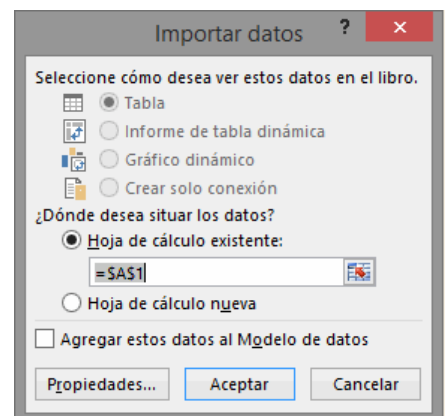 Importar datos ? ×
Seleccione cómo desea ver estos datos en el libro.
Tabla
Informe de tabla dinámica
Gráfico dinámico
Crear solo conexión
¿Dónde desea situar los datos?
Hoja de cálculo existente:
=$A$1
Hoja de cálculo nueva
Agregar estos datos al Modelo de datos
Propiedades... Aceptar Cancelar